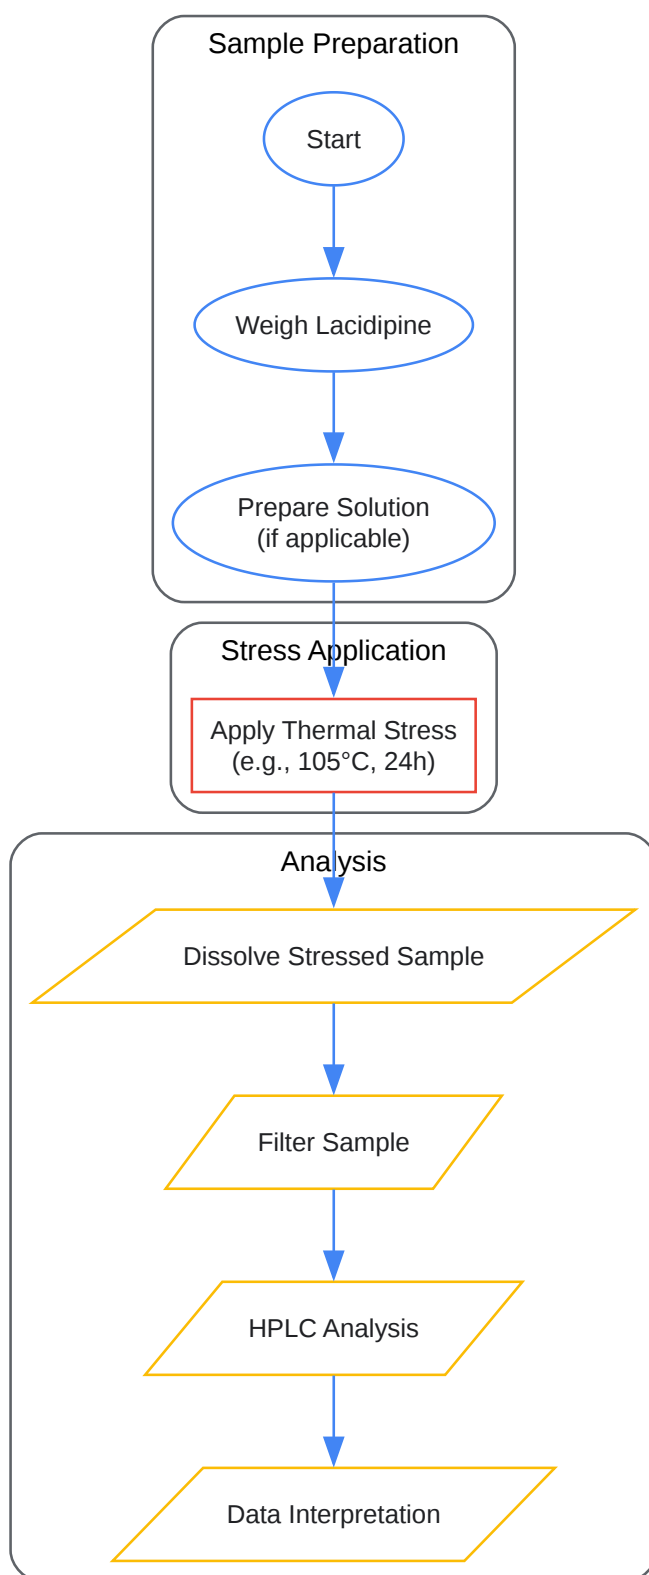 Sample Preparation
Start
Weigh Lacidipine
Prepare Solution
(if applicable)
Stress Application
Apply Thermal Stress
(e.g., 105°C, 24h)
Analysis
Dissolve Stressed Sample
Filter Sample
HPLC Analysis
Data Interpretation